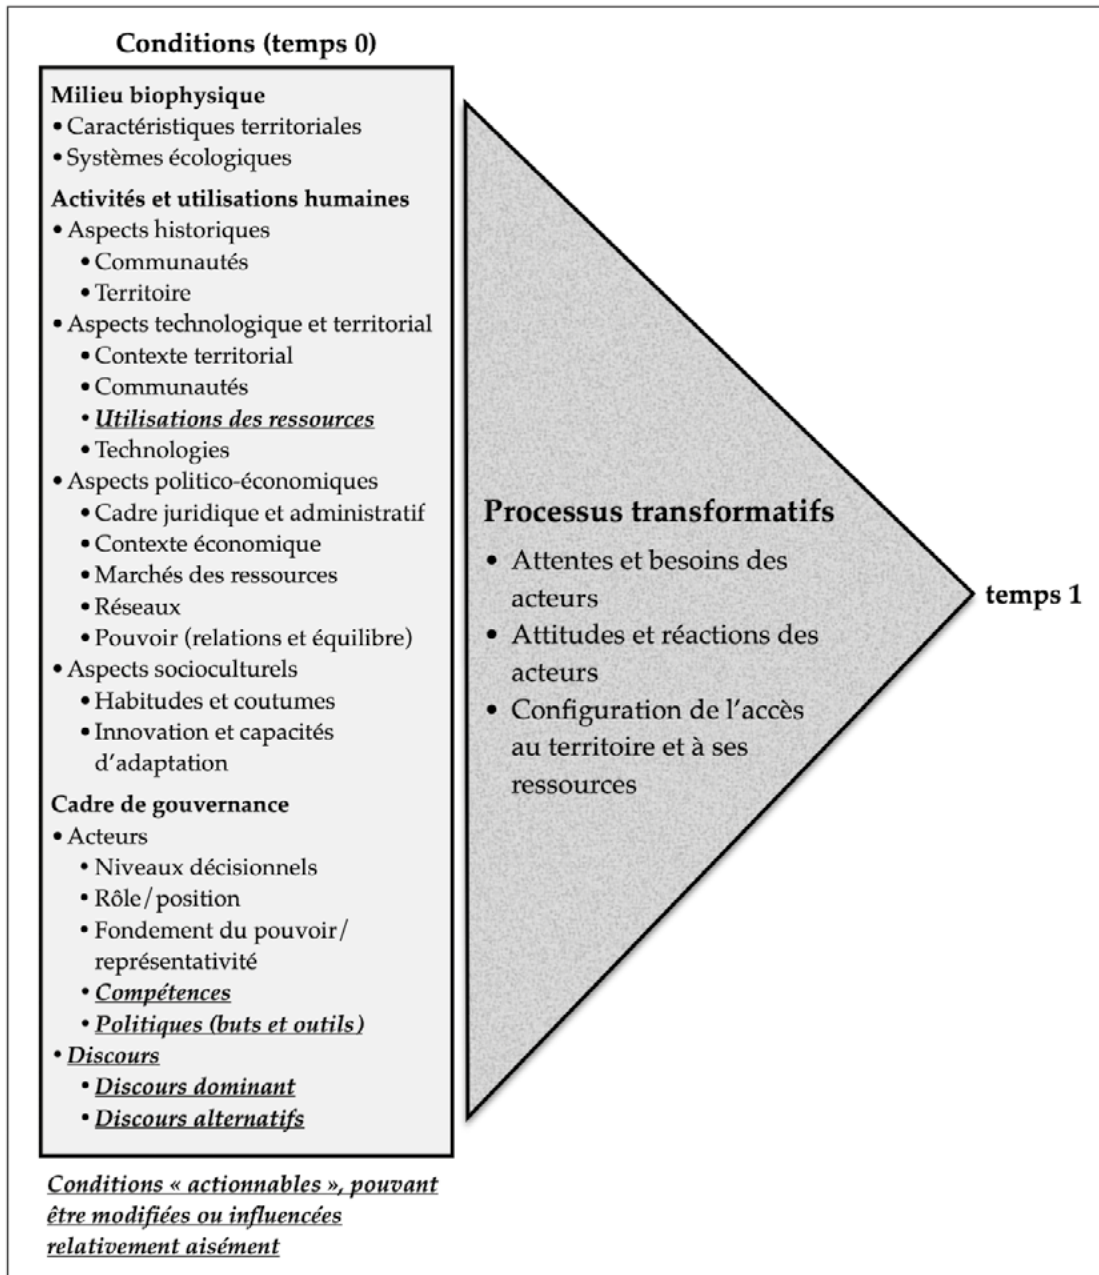 Conditions (temps 0)
Milieu biophysique
• Caractéristiques territoriales
• Systèmes écologiques
Activités et utilisations humaines
• Aspects historiques
• Communautés
• Territoire
• Aspects technologique et territorial
• Contexte territorial
• Communautés
• Utilisations des ressources
• Technologies
• Aspects politico-économiques
• Cadre juridique et administratif
• Contexte économique
• Marchés des ressources
• Réseaux
• Pouvoir (relations et équilibre)
• Aspects socioculturels
• Habitudes et coutumes
• Innovation et capacités
d'adaptation
Cadre de gouvernance
• Acteurs
• Niveaux décisionnels
• Rôle/position
• Fondement du pouvoir/
représentativité
• Compétences
• Politiques (buts et outils)
• Discours
• Discours dominant
• Discours alternatifs
Conditions « actionnables », pouvant
être modifiées ou influencées
relativement aisément
Processus transformatifs
• Attentes et besoins des
acteurs
• Attitudes et réactions des
acteurs
• Configuration de l'accès
au territoire et à ses
ressources
temps 1